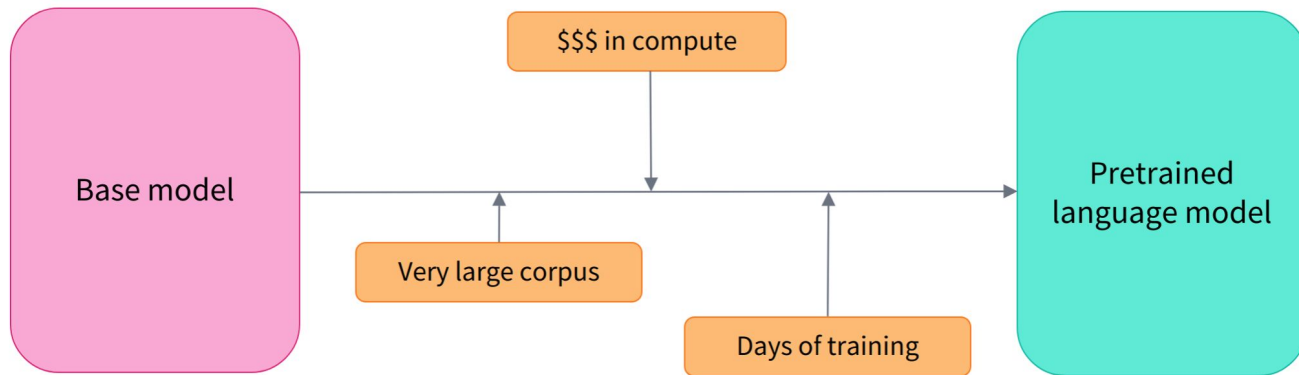 $$$ in compute
Base model
Pretrained
language model
Very large corpus
Days of training